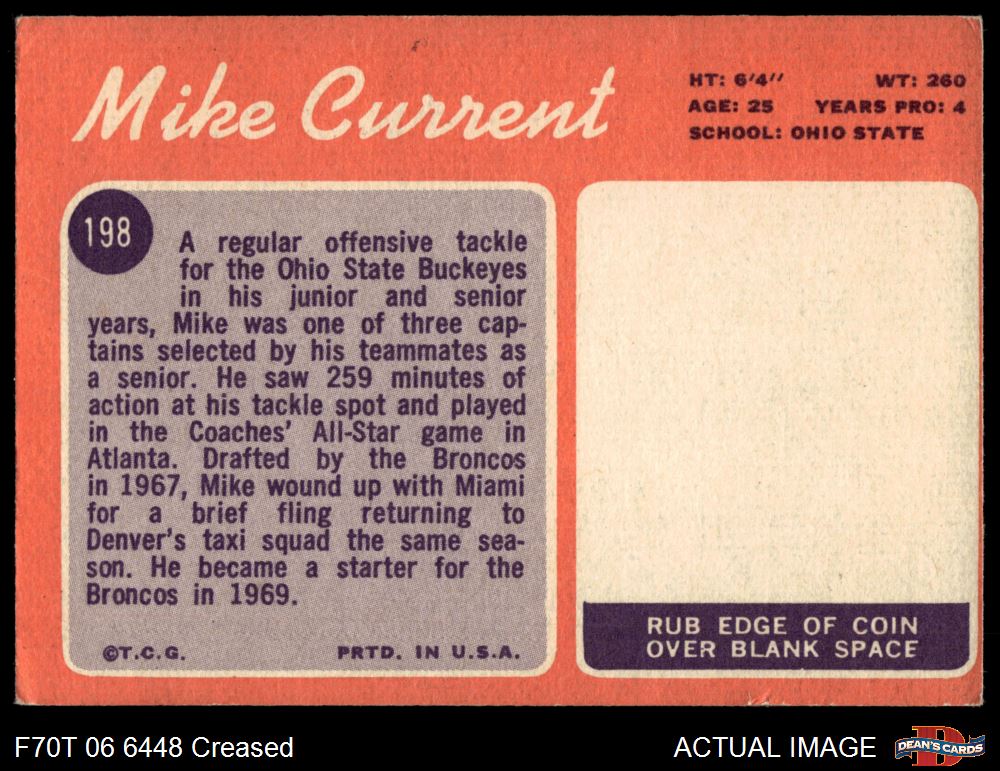 Mike Current
HT: 6'4" WT: 260
AGE: 25 YEARS PRO: 4
SCHOOL: OHIO STATE
198
A regular offensive tackle
for the Ohio State Buckeyes
in his junior and senior
years, Mike was one of three cap-
tains selected by his teammates as
a senior. He saw 259 minutes of
action at his tackle spot and played
in the Coaches' All-Star game in
Atlanta. Drafted by the Broncos
in 1967, Mike wound up with Miami
for a brief fling returning to
Denver's taxi squad the same sea-
son. He became a starter for the
Broncos in 1969.
©T.C.G. PRTD. IN U.S.A.
RUB EDGE OF COIN
OVER BLANK SPACE
F70T 06 6448 Creased
ACTUAL IMAGE
DEAN'S CARDS